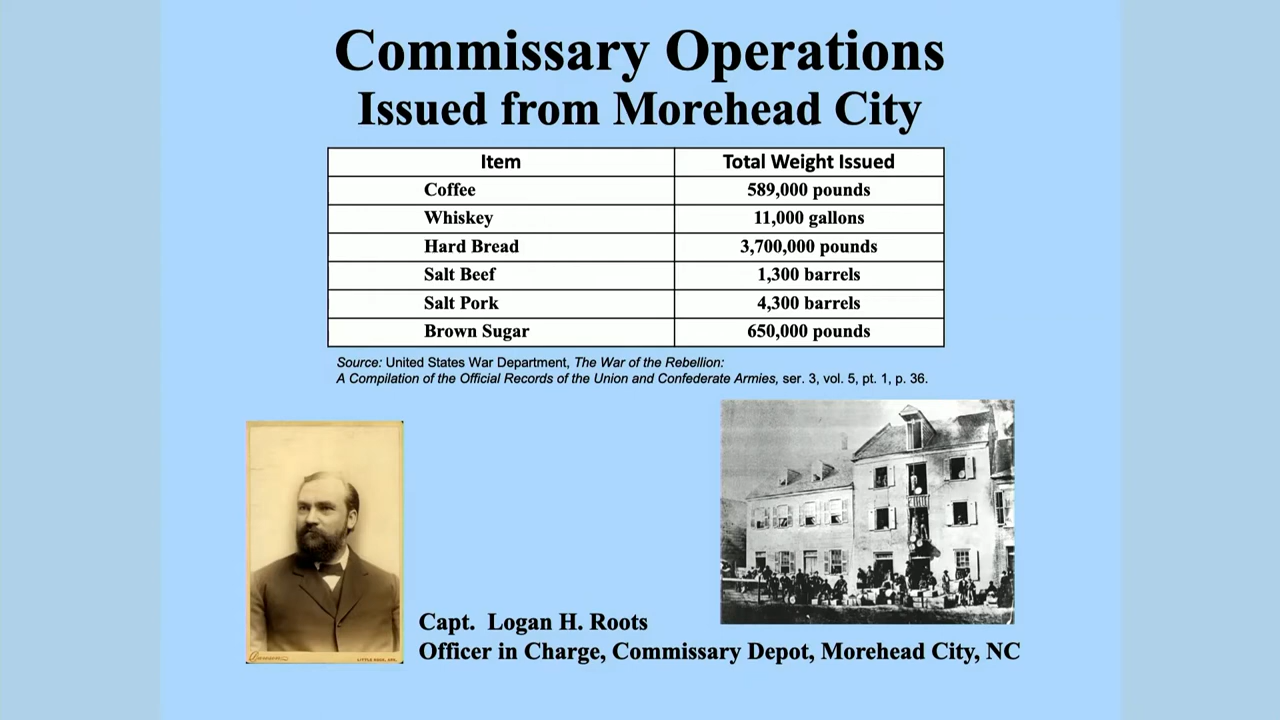 Commissary Operations
Issued from Morehead City
Item Total Weight Issued
Coffee 589,000 pounds
Whiskey 11,000 gallons
Hard Bread 3,700,000 pounds
Salt Beef 1,300 barrels
Salt Pork 4,300 barrels
Brown Sugar 650,000 pounds
Source: United States War Department, The War of the Rebellion:
A Compilation of the Official Records of the Union and Confederate Armies, ser. 3, vol. 5, pt. 1, p. 36.
Capt. Logan H. Roots
Officer in Charge, Commissary Depot, Morehead City, NC